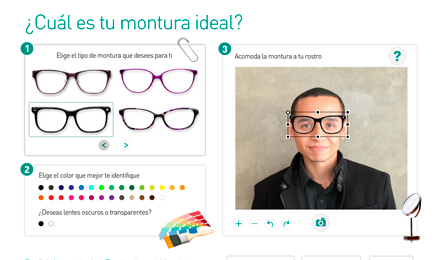 ¿Cuál es tu montura ideal?
1
Elige el tipo de montura que desees para ti
2
Elige el color que mejor te identifique
¿Deseas lentes oscuros o transparentes?
3
Acomoda la montura a tu rostro
?